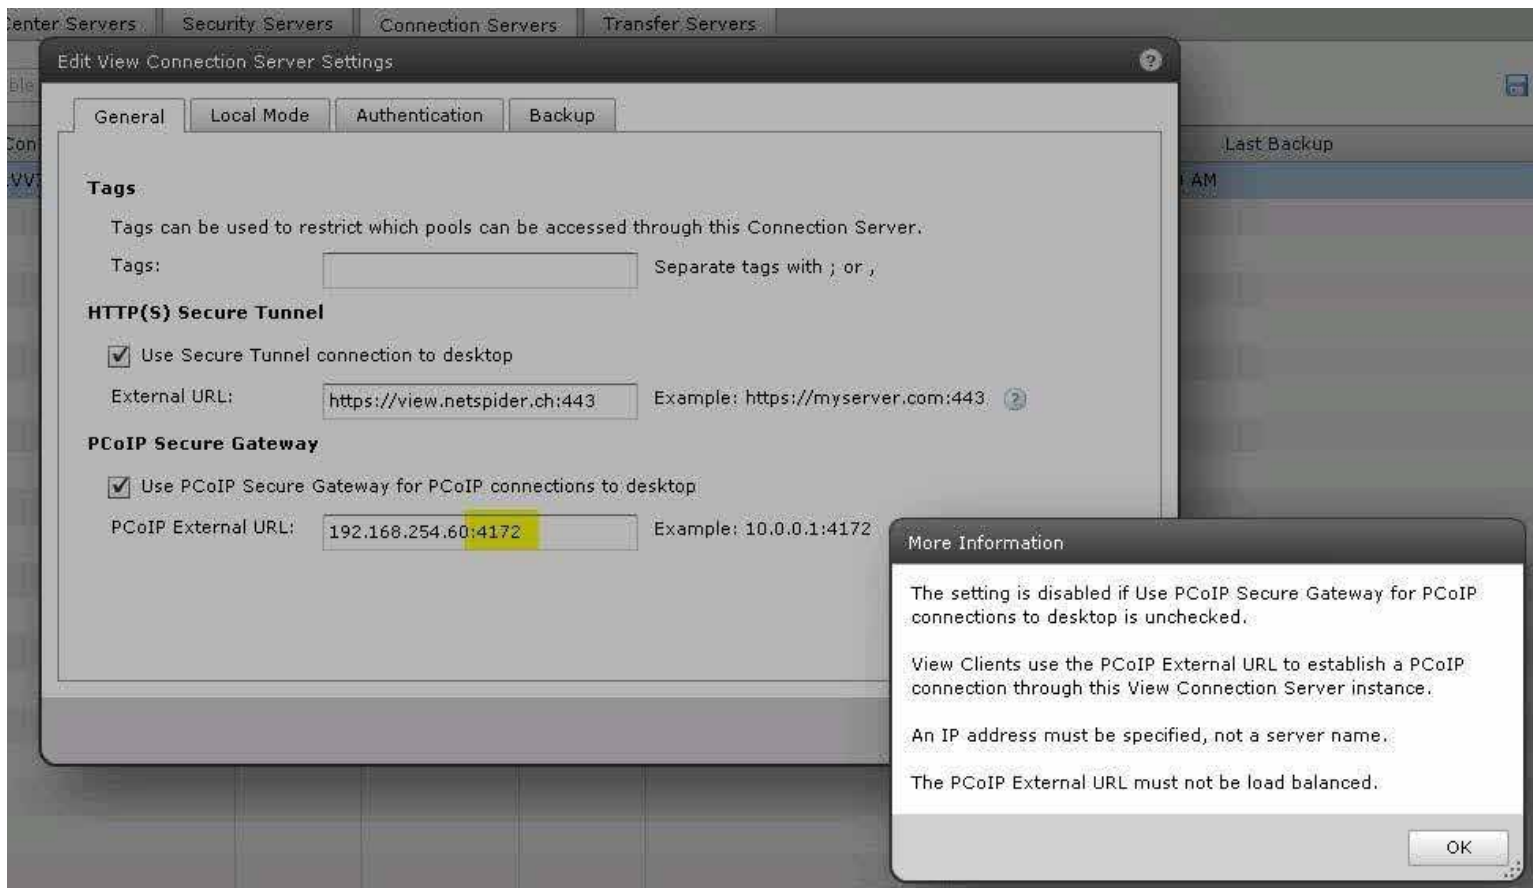 Center Servers Security Servers Connection Servers Transfer Servers
Edit View Connection Server Settings ?
General Local Mode Authentication Backup
Last Backup
AM
Tags
Tags can be used to restrict which pools can be accessed through this Connection Server.
Tags: Separate tags with ; or ,
HTTP(S) Secure Tunnel
Use Secure Tunnel connection to desktop
External URL: https://view.netspider.ch:443 Example: https://myserver.com:443 ?
PCoIP Secure Gateway
Use PCoIP Secure Gateway for PCoIP connections to desktop
PCoIP External URL: 192.168.254.60:4172 Example: 10.0.0.1:4172
More Information
The setting is disabled if Use PCoIP Secure Gateway for PCoIP
connections to desktop is unchecked.
View Clients use the PCoIP External URL to establish a PCoIP
connection through this View Connection Server instance.
An IP address must be specified, not a server name.
The PCoIP External URL must not be load balanced.
OK